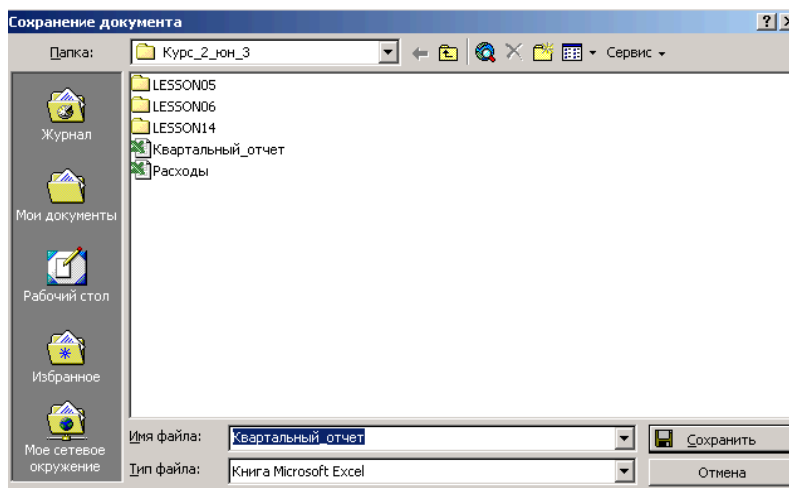 Сохранение документа
Папка:
Курс_2_юн_3
Сервис
LESSON05
LESSON06
LESSON14
Квартальный_отчет
Расходы
Журнал
Мои документы
Рабочий стол
Избранное
Мое сетевое
окружение
Имя файла:
Квартальный_отчет
Сохранить
Тип файла:
Книга Microsoft Excel
Отмена